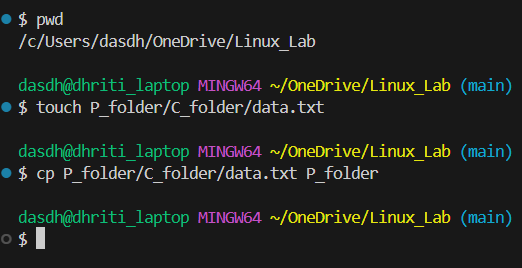 $ pwd
/c/Users/dasdh/OneDrive/Linux_Lab
dasdh@dhriti_laptop MINGW64 ~/OneDrive/Linux_Lab (main)
$ touch P_folder/C_folder/data.txt
dasdh@dhriti_laptop MINGW64 ~/OneDrive/Linux_Lab (main)
$ cp P_folder/C_folder/data.txt P_folder
dasdh@dhriti_laptop MINGW64 ~/OneDrive/Linux_Lab (main)
$